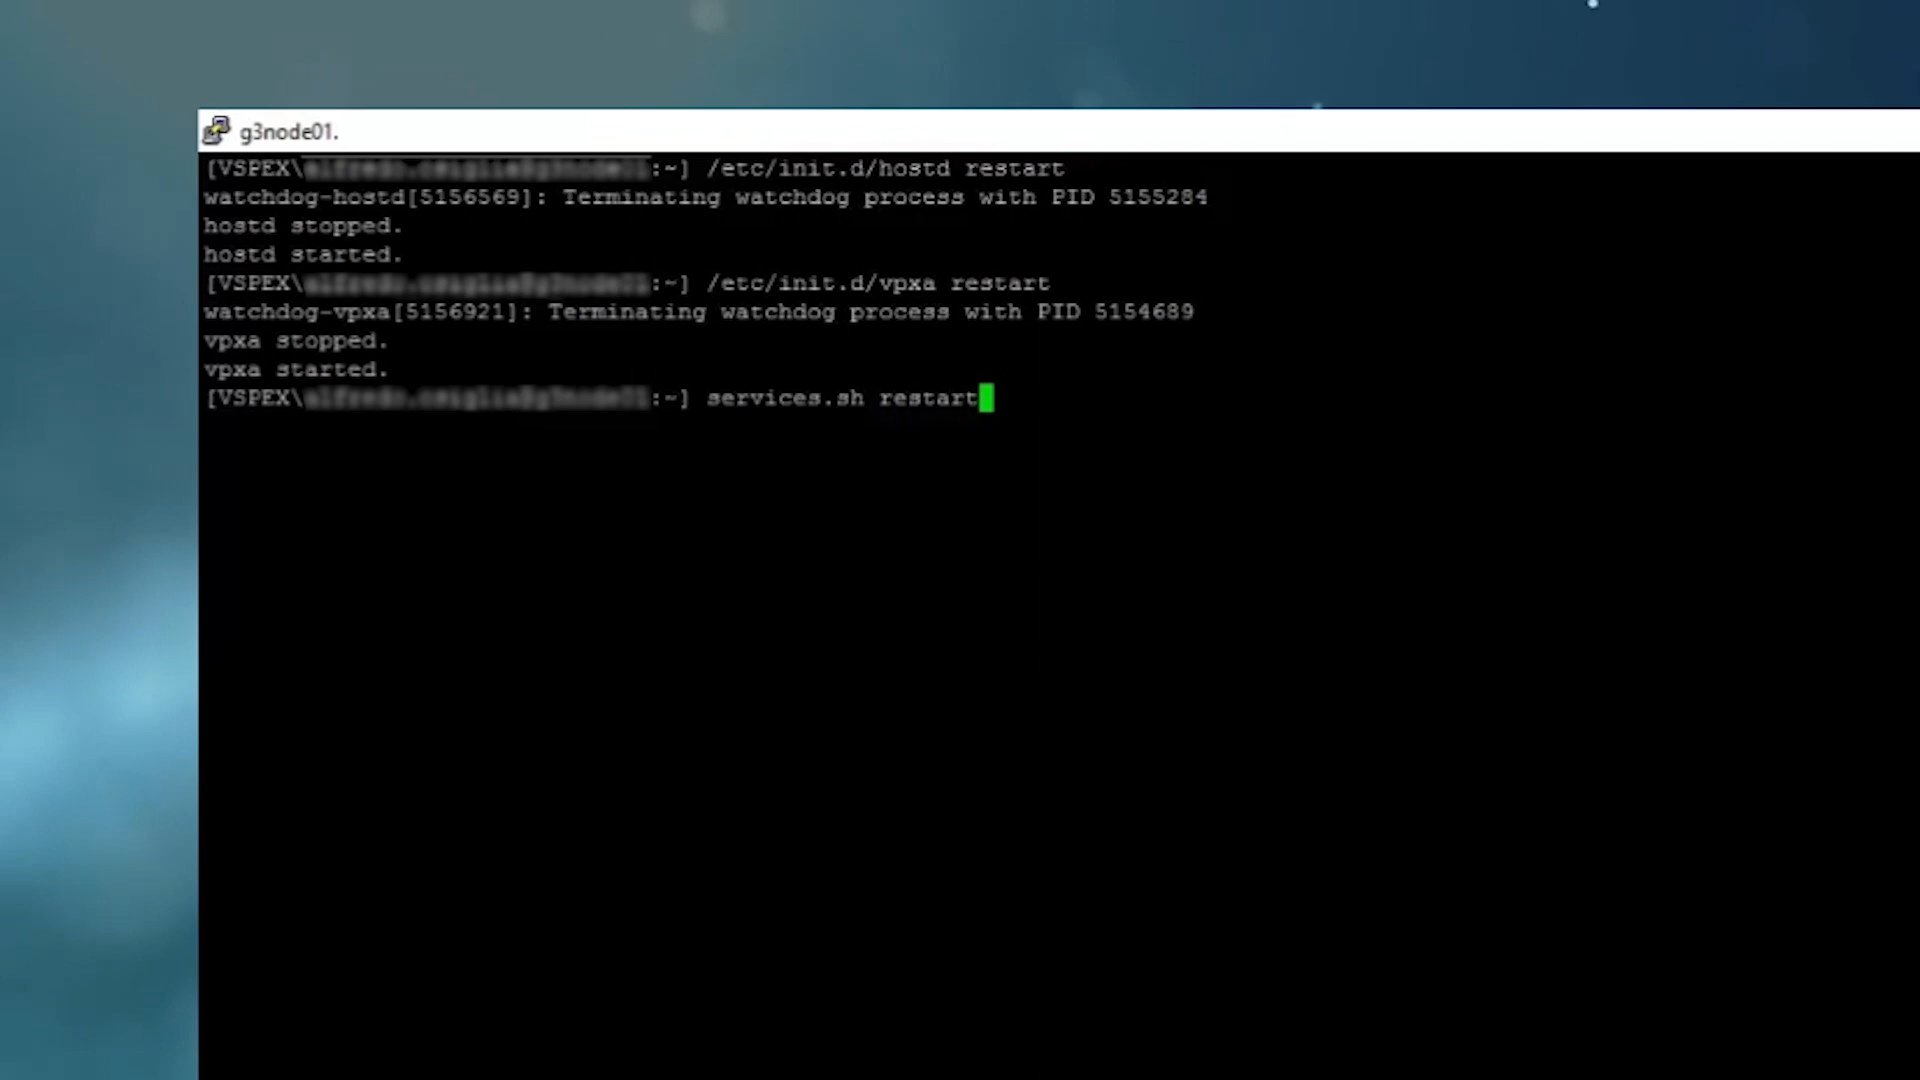 g3node01.
[VSPEX\ :~] /etc/init.d/hostd restart
watchdog-hostd[5156569]: Terminating watchdog process with PID 5155284
hostd stopped.
hostd started.
[VSPEX\ :~] /etc/init.d/vpxa restart
watchdog-vpxa[5156921]: Terminating watchdog process with PID 5154689
vpxa stopped.
vpxa started.
[VSPEX\ :~] services.sh restart